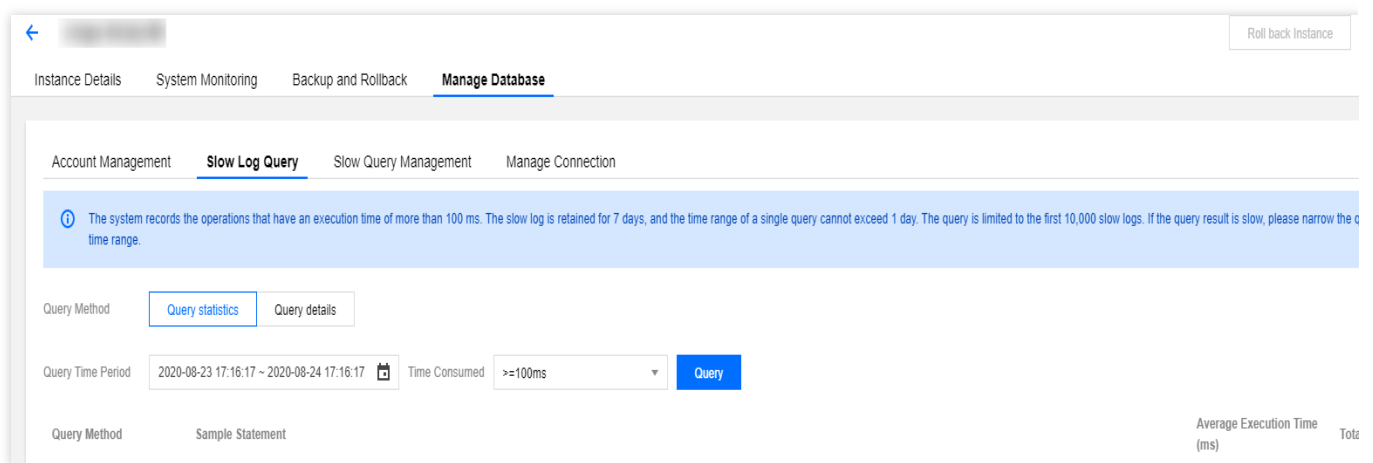 Roll back Instance
Instance Details System Monitoring Backup and Rollback Manage Database
Account Management Slow Log Query Slow Query Management Manage Connection
The system records the operations that have an execution time of more than 100 ms. The slow log is retained for 7 days, and the time range of a single query cannot exceed 1 day. The query is limited to the first 10,000 slow logs. If the query result is slow, please narrow the
time range.
Query Method Query statistics Query details
Query Time Period 2020-08-23 17:16:17 ~ 2020-08-24 17:16:17 Time Consumed >=100ms Query
Query Method Sample Statement Average Execution Time
(ms)